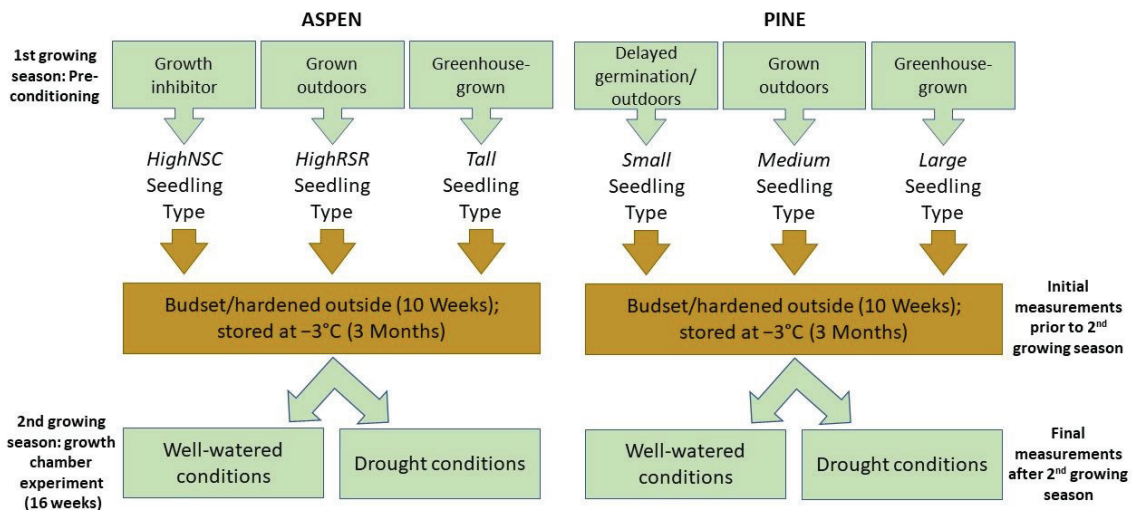 ASPEN
PINE
1st growing
season: Pre-
conditioning
Growth
inhibitor
Grown
outdoors
Greenhouse-
grown
Delayed
germination/
outdoors
Grown
outdoors
Greenhouse-
grown
HighNSC
Seedling
Type
HighRSR
Seedling
Type
Tall
Seedling
Type
Small
Seedling
Type
Medium
Seedling
Type
Large
Seedling
Type
Budset/hardened outside (10 Weeks);
stored at −3°C (3 Months)
Budset/hardened outside (10 Weeks);
stored at −3°C (3 Months)
Initial
measurements
prior to 2nd
growing season
2nd growing
season: growth
chamber
experiment
(16 weeks)
Well-watered
conditions
Drought conditions
Well-watered
conditions
Drought conditions
Final
measurements
after 2nd growing
season